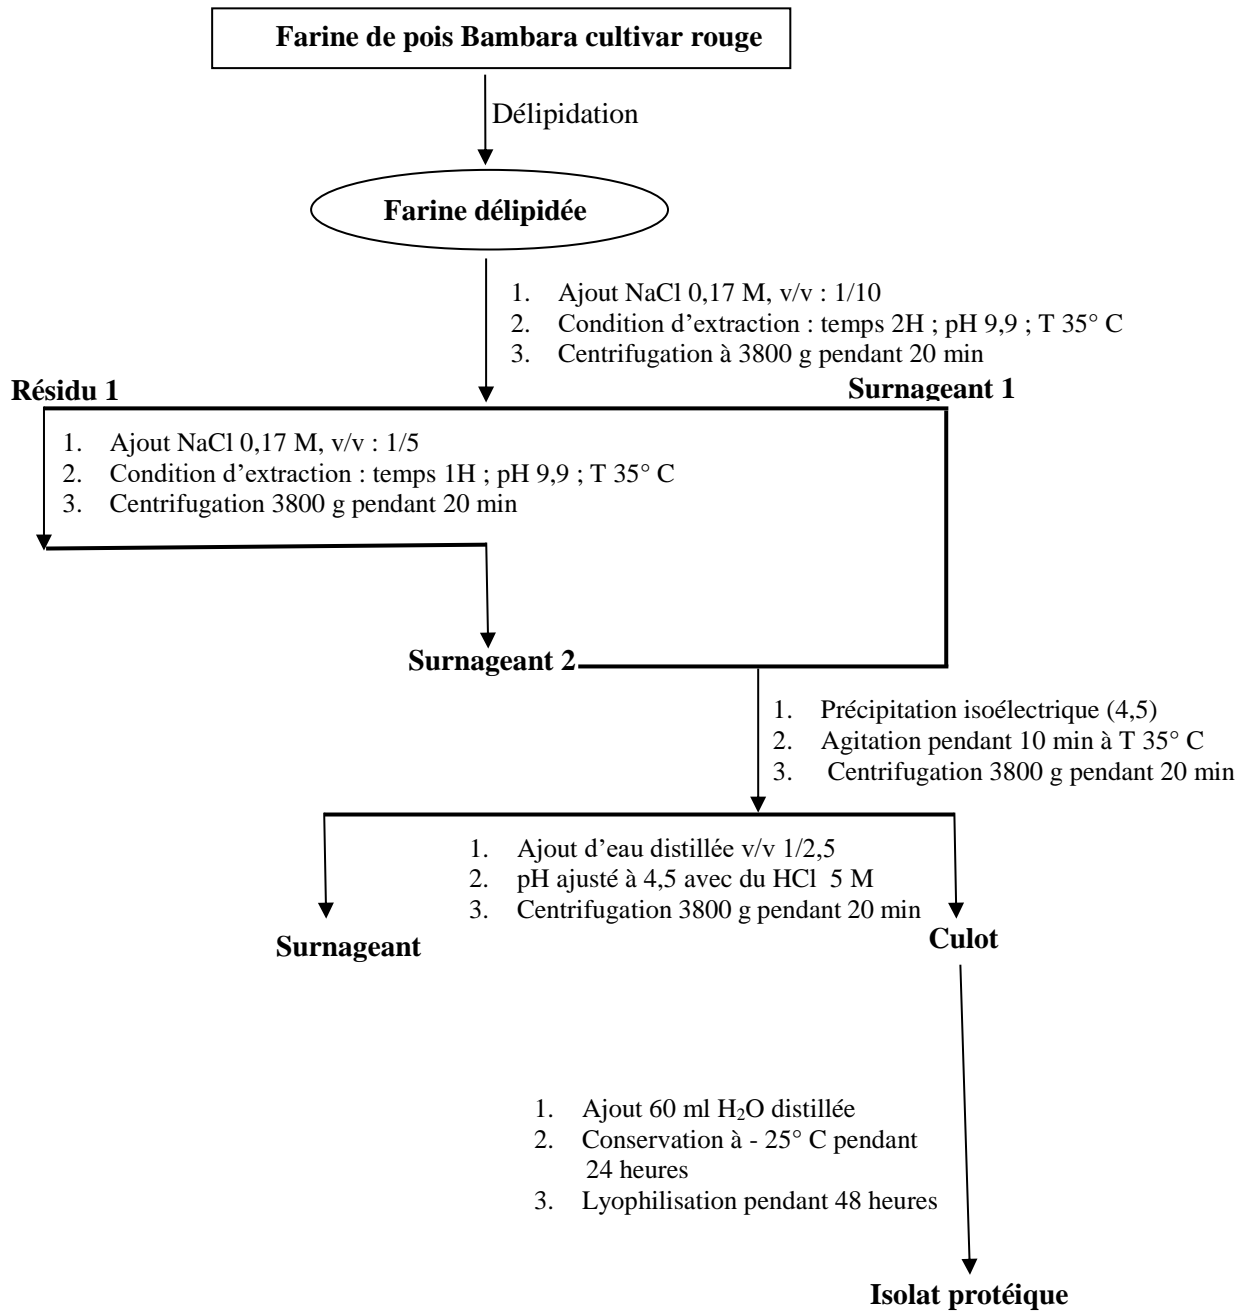 Farine de pois Bambara cultivar rouge
Délipidation
Farine délipidée
1. Ajout NaCl 0,17 M, v/v : 1/10
2. Condition d’extraction : temps 2H ; pH 9,9 ; T 35° C
3. Centrifugation à 3800 g pendant 20 min
Résidu 1
Surnageant 1
1. Ajout NaCl 0,17 M, v/v : 1/5
2. Condition d’extraction : temps 1H ; pH 9,9 ; T 35° C
3. Centrifugation 3800 g pendant 20 min
Surnageant 2
1. Précipitation isoélectrique (4,5)
2. Agitation pendant 10 min à T 35° C
3. Centrifugation 3800 g pendant 20 min
1. Ajout d’eau distillée v/v 1/2,5
2. pH ajusté à 4,5 avec du HCl 5 M
3. Centrifugation 3800 g pendant 20 min
Surnageant
Culot
1. Ajout 60 ml H₂O distillée
2. Conservation à - 25° C pendant
24 heures
3. Lyophilisation pendant 48 heures
Isolat protéique